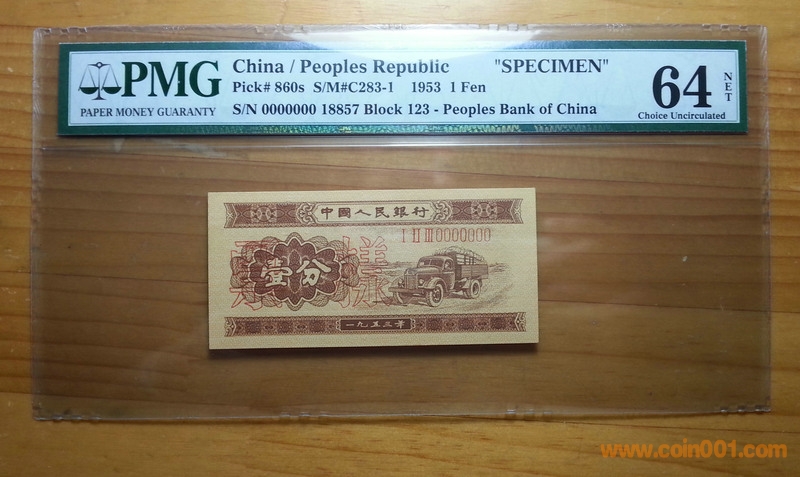 PMG
PAPER MONEY GUARANTY
China / Peoples Republic "SPECIMEN"
Pick# 860s S/M#C283-1 1953 1 Fen
S/N 0000000 18857 Block 123 - Peoples Bank of China
64
NET
Choice Uncirculated
中國人民銀行
I II III 0000000
票樣
壹分
一九五三年
www.coin001.com